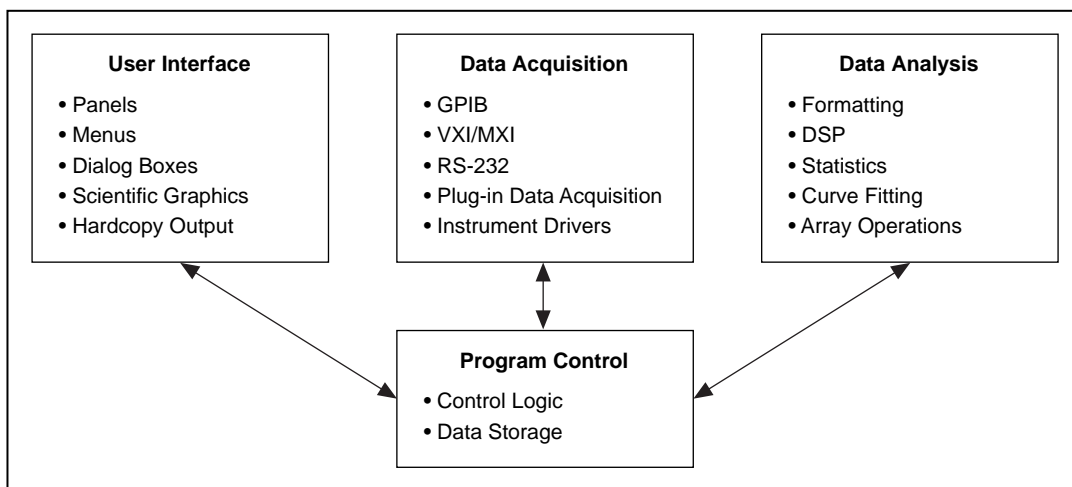 User Interface
• Panels
• Menus
• Dialog Boxes
• Scientific Graphics
• Hardcopy Output
Data Acquisition
• GPIB
• VXI/MXI
• RS-232
• Plug-in Data Acquisition
• Instrument Drivers
Data Analysis
• Formatting
• DSP
• Statistics
• Curve Fitting
• Array Operations
Program Control
• Control Logic
• Data Storage